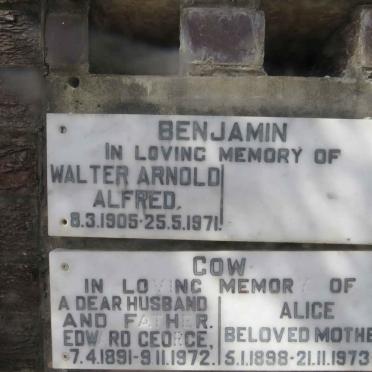 BENJAMIN
IN LOVING MEMORY OF
WALTER ARNOLD
ALFRED.
8.3.1905-25.5.1971.
COW
IN LOVING MEMORY OF
A DEAR HUSBAND
AND FATHER.
EDWARD GEORGE,
7.4.1891-9.11.1972.
ALICE
BELOVED MOTHE
5.1.1898-21.11.1973